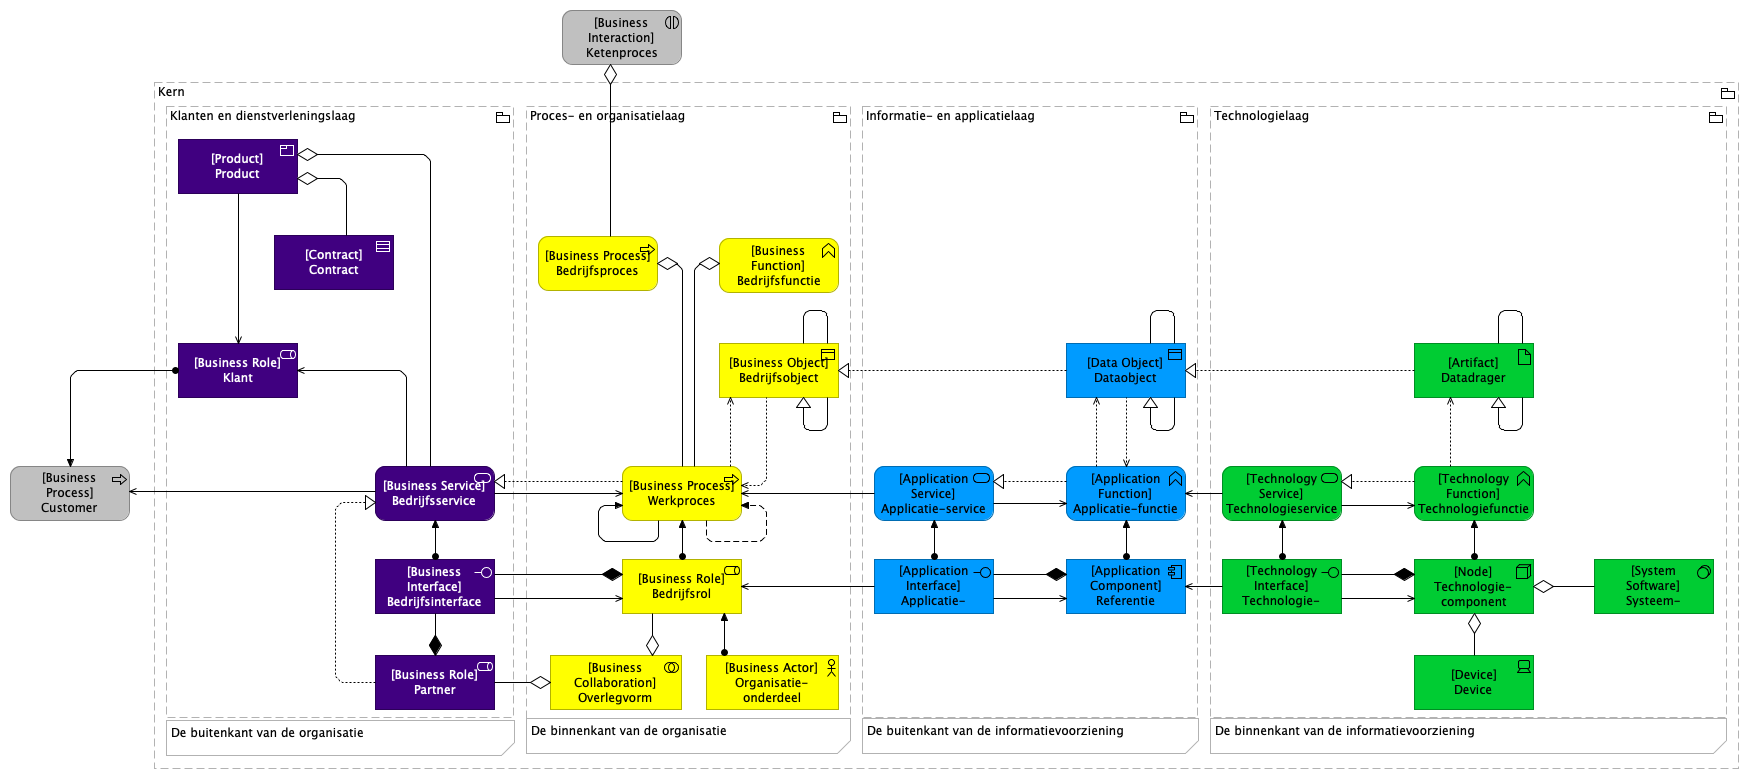 [Business
Interaction]
Ketenproces
Kern
Klanten en dienstverleningslaag
[Product]
Product
[Contract]
Contract
[Business Role]
Klant
[Business
Process]
Customer
[Business Service]
Bedrijfsservice
[Business
Interface]
Bedrijfsinterface
[Business Role]
Partner
De buitenkant van de organisatie
Proces- en organisatielaag
[Business Process]
Bedrijfsproces
[Business
Function]
Bedrijfsfunctie
[Business Object]
Bedrijfsobject
[Business Process]
Werkproces
[Business Role]
Bedrijfsrol
[Business
Collaboration]
Overlegvorm
[Business Actor]
Organisatie-
onderdeel
De binnenkant van de organisatie
Informatie- en applicatielaag
[Data Object]
Dataobject
[Application
Service]
Applicatie-service
[Application
Function]
Applicatie-functie
[Application
Interface]
Applicatie-
[Application
Component]
Referentie
De buitenkant van de informatievoorziening
Technologielaag
[Artifact]
Datadrager
[Technology
Service]
Technologieservice
[Technology
Function]
Technologiefunctie
[Technology
Interface]
Technologie-
[Node]
Technologie-
component
[System
Software]
Systeem-
[Device]
Device
De binnenkant van de informatievoorziening